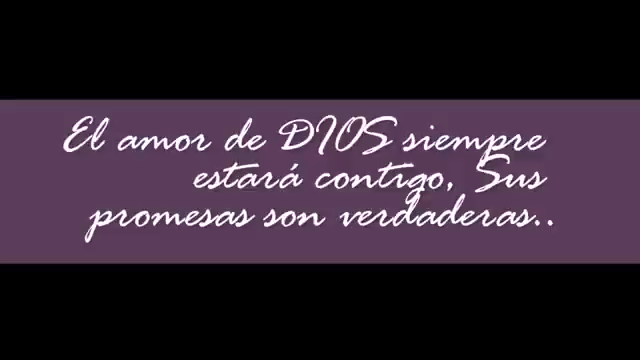 El amor de DIOS siempre
estará contigo, Sus
promesas son verdaderas..